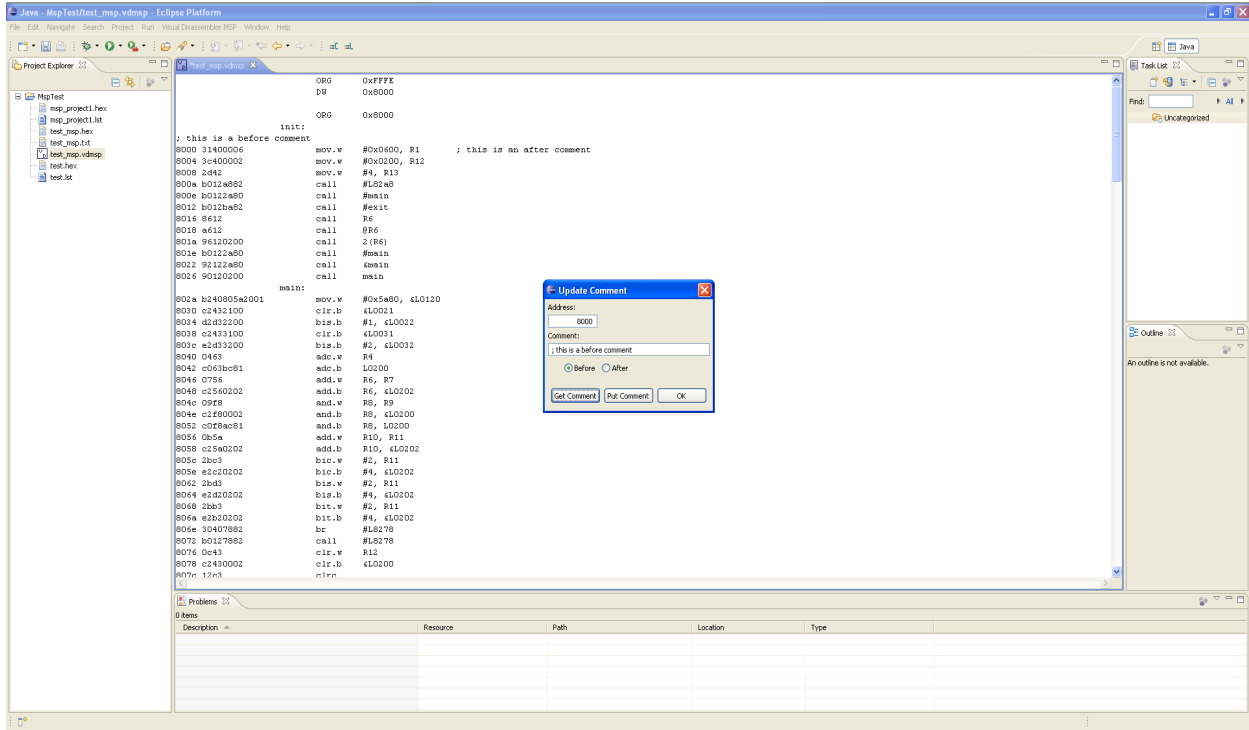 Java - MspTest/test_msp.vdmsp - Eclipse Platform
File Edit Navigate Search Project Run Visual Disassembler MSP Window Help
Java
Project Explorer
MspTest
msp_project1.hex
msp_project1.lst
test_msp.hex
test_msp.txt
test_msp.vdmsp
test.hex
test.lst
*test_msp.vdmsp
ORG 0xFFFE
DW 0x8000
ORG 0x8000
init:
; this is a before comment
8000 31400006 mov.w #0x0600, R1 ; this is an after comment
8004 3c400002 mov.w #0x0200, R12
8008 2d42 mov.w #4, R13
800a b012a882 call #L82a8
800e b0122a80 call #main
8012 b012ba82 call #exit
8016 8612 call R6
8018 a612 call @R6
801a 96120200 call 2(R6)
801e b0122a80 call #main
8022 92122a80 call &main
8026 90120200 call main
main:
802a b240805a2001 mov.w #0x5a80, &L0120
8030 c2432100 clr.b &L0021
8034 d2d32200 bis.b #1, &L0022
8038 c2433100 clr.b &L0031
803c e2d33200 bis.b #2, &L0032
8040 0463 adc.w R4
8042 c063bc81 adc.b L0200
8046 0756 add.w R6, R7
8048 c2560202 add.b R6, &L0202
804c 09f8 and.w R8, R9
804e c2f80002 and.b R8, &L0200
8052 c0f8ac81 and.b R8, L0200
8056 0b5a add.w R10, R11
8058 c25a0202 add.b R10, &L0202
805c 2bc3 bic.w #2, R11
805e e2c20202 bic.b #4, &L0202
8062 2bd3 bis.w #2, R11
8064 e2d20202 bis.b #4, &L0202
8068 2bb3 bit.w #2, R11
806a e2b20202 bit.b #4, &L0202
806e 30407882 br #L8278
8072 b0127882 call #L8278
8076 0c43 clr.w R12
8078 c2430002 clr.b &L0200
807c 12c3 clrc
Update Comment
Address:
8000
Comment:
; this is a before comment
Before After
Get Comment Put Comment OK
Task List
Find: All
Uncategorized
Outline
An outline is not available.
Problems
0 items
Description Resource Path Location Type